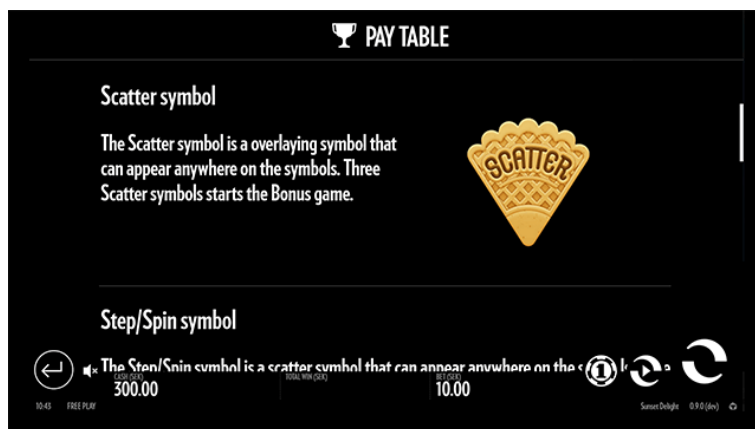 PAY TABLE
Scatter symbol
The Scatter symbol is a overlaying symbol that
can appear anywhere on the symbols. Three
Scatter symbols starts the Bonus game.
SCATTER
Step/Spin symbol
The Step/Spin symbol is a scatter symbol that can appear anywhere on the
CASH (SEK)
300.00
TOTAL WIN (SEK)
BET (SEK)
10.00
1
10:43 FREE PLAY
Sunset Delight 0.9.0 (dev)